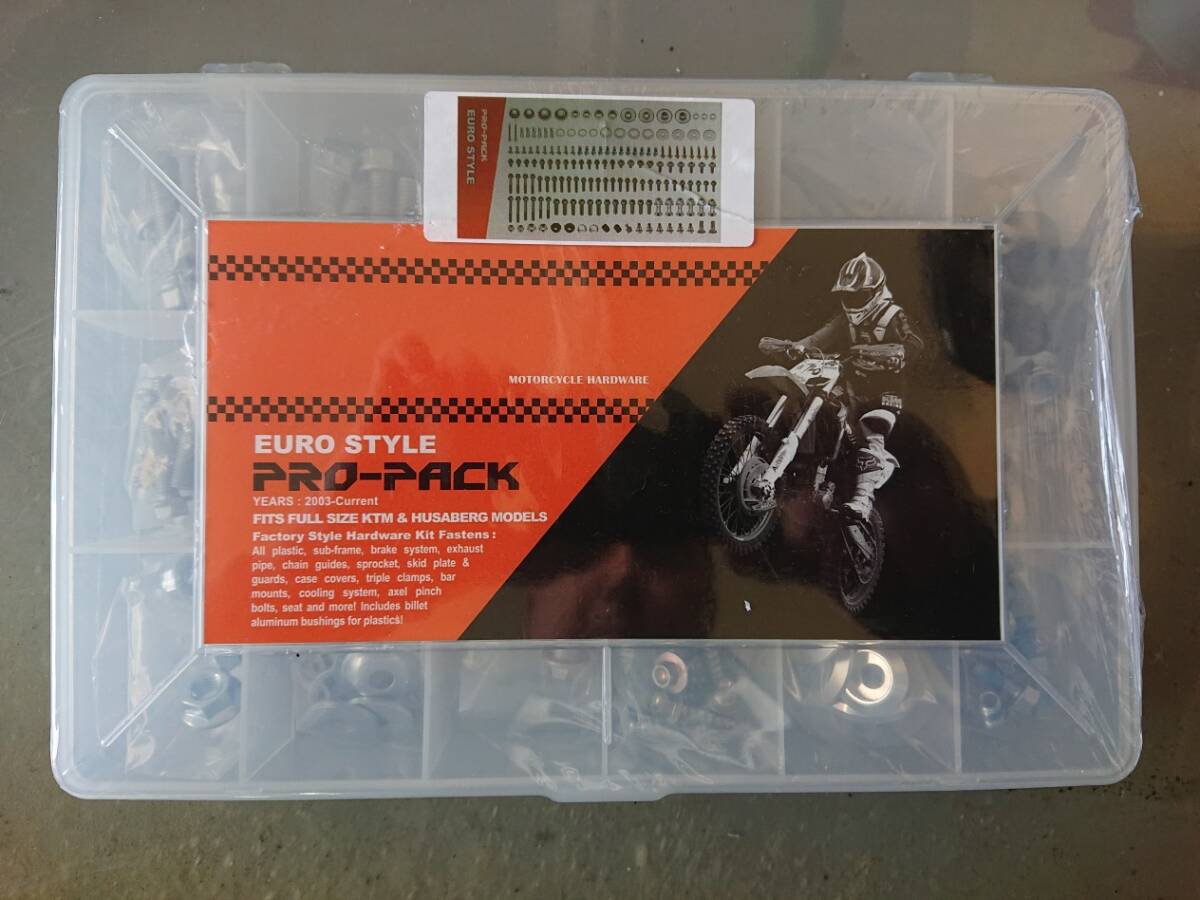 PRO-PACK
EURO STYLE
MOTORCYCLE HARDWARE
EURO STYLE
PRO-PACK
YEARS : 2003-Current
FITS FULL SIZE KTM & HUSABERG MODELS
Factory Style Hardware Kit Fastens :
All plastic, sub-frame, brake system, exhaust
pipe, chain guides, sprocket, skid plate &
guards, case covers, triple clamps, bar
mounts, cooling system, axel pinch
bolts, seat and more! Includes billet
aluminum bushings for plastics!